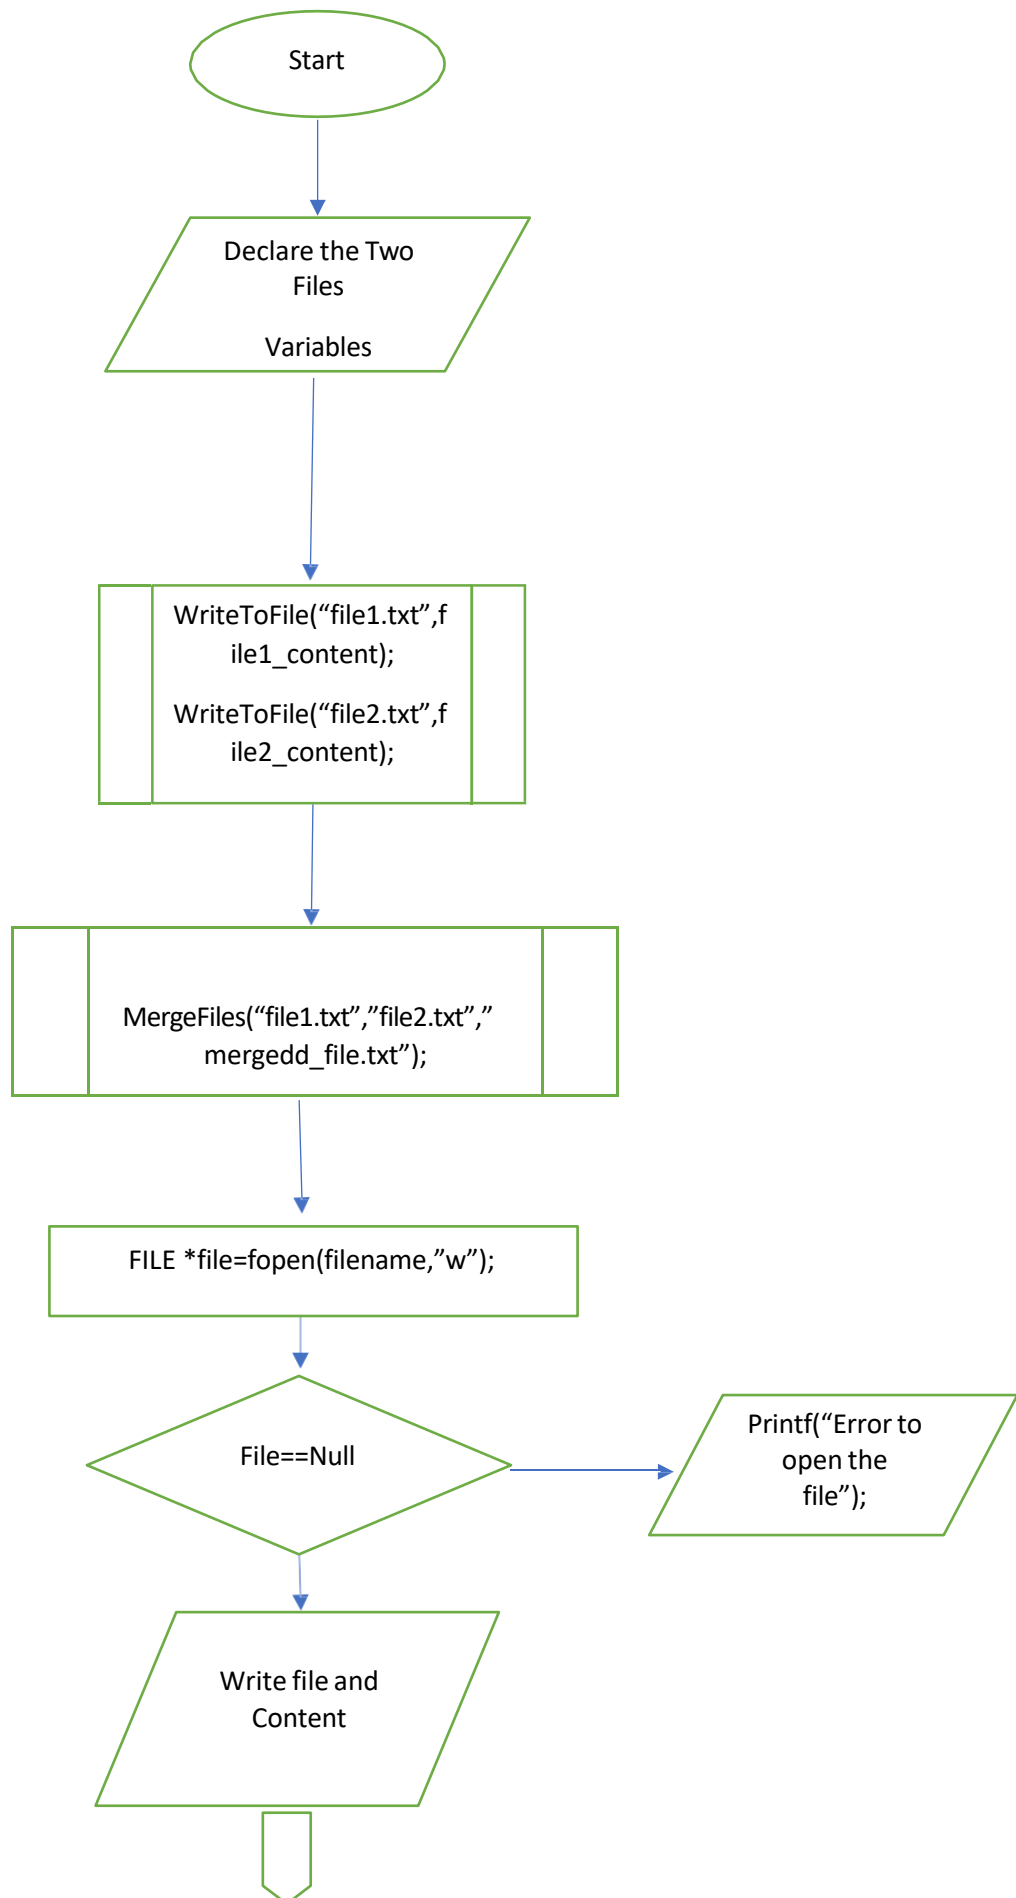 Start
Declare the Two
Files
Variables
WriteToFile(“file1.txt”,f
ile1_content);
WriteToFile(“file2.txt”,f
ile2_content);
MergeFiles(“file1.txt”,”file2.txt”,”
mergedd_file.txt”);
FILE *file=fopen(filename,”w”);
File==Null
Printf(“Error to
open the
file”);
Write file and
Content